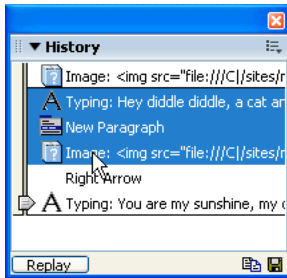 History
Image: <img src="file:///C|/sites/r
Typing: Hey diddle diddle, a cat an
New Paragraph
Image: <img src="file:///C|/sites/r
Right Arrow
Typing: You are my sunshine, my
Replay